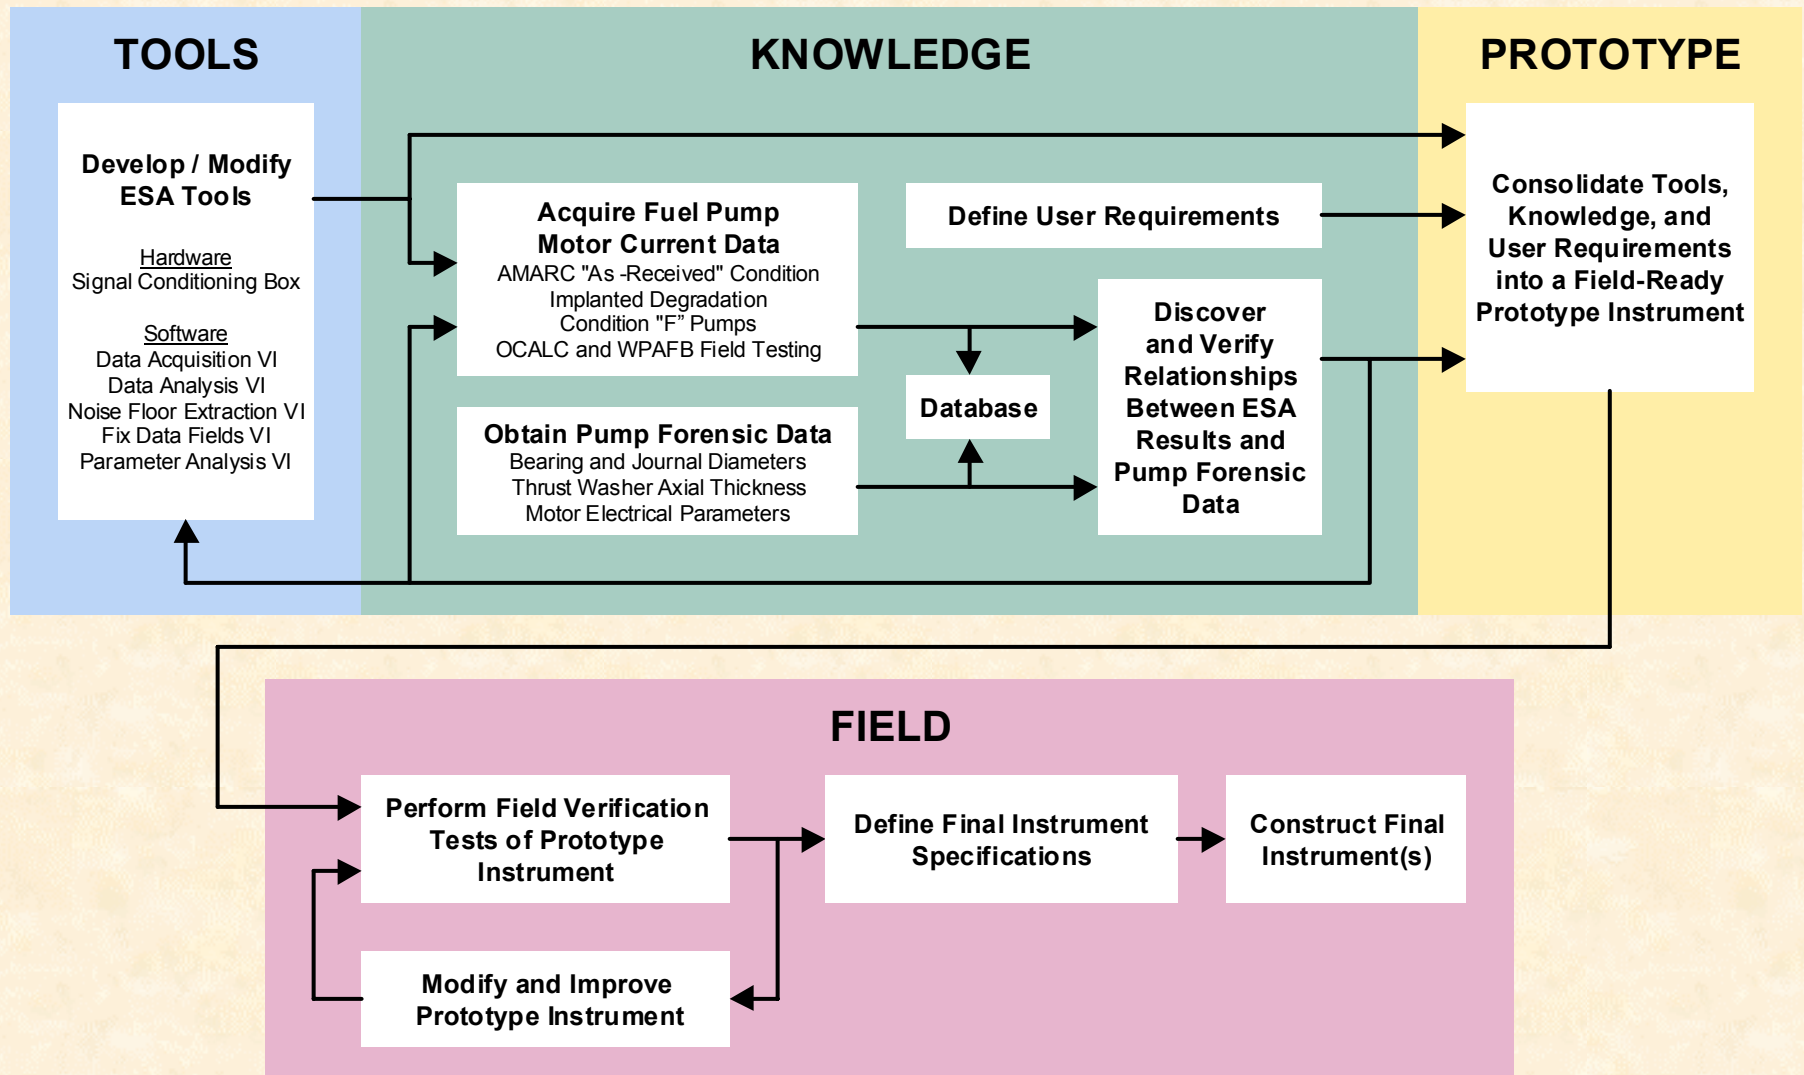 TOOLS
KNOWLEDGE
PROTOTYPE
Develop / Modify
ESA Tools
Hardware
Signal Conditioning Box
Software
Data Acquisition VI
Data Analysis VI
Noise Floor Extraction VI
Fix Data Fields VI
Parameter Analysis VI
Acquire Fuel Pump
Motor Current Data
AMARC "As -Received" Condition
Implanted Degradation
Condition "F” Pumps
OCALC and WPAFB Field Testing
Obtain Pump Forensic Data
Bearing and Journal Diameters
Thrust Washer Axial Thickness
Motor Electrical Parameters
Define User Requirements
Database
Discover
and Verify
Relationships
Between ESA
Results and
Pump Forensic
Data
Consolidate Tools,
Knowledge, and
User Requirements
into a Field-Ready
Prototype Instrument
FIELD
Perform Field Verification
Tests of Prototype
Instrument
Define Final Instrument
Specifications
Construct Final
Instrument(s)
Modify and Improve
Prototype Instrument